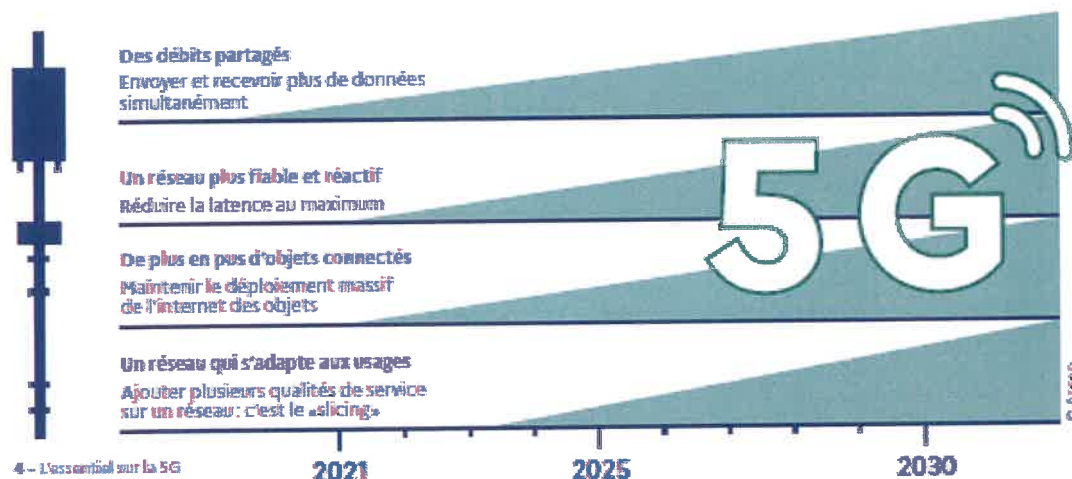 Des débits partagés
Envoyer et recevoir plus de données
simultanément
Un réseau plus fiable et réactif
Réduire la latence au maximum
De plus en pus d'objets connectés
Maintenir le déploiement massif
de l'internet des objets
Un réseau qui s'adapte aux usages
Ajouter plusieurs qualités de service
sur un réseau : c'est le «slicing»
5G
2021
2025
2030
4 – L'essentiel sur la 5G